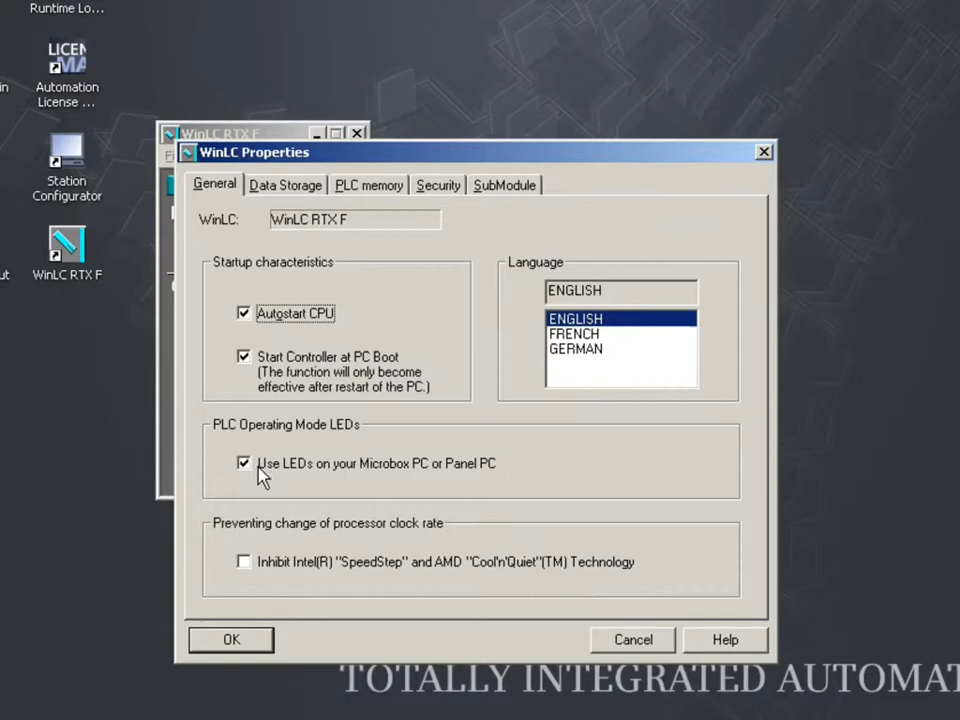 Runtime Lo...
LICEN
MA
in
Automation
License ...
Station
Configurator
ut
WinLC RTX F
WinLC RTX F
WinLC Properties
General
Data Storage
PLC memory
Security
SubModule
WinLC:
WinLC RTX F
Startup characteristics
Autostart CPU
Start Controller at PC Boot
(The function will only become
effective after restart of the PC.)
Language
ENGLISH
ENGLISH
FRENCH
GERMAN
PLC Operating Mode LEDs
Use LEDs on your Microbox PC or Panel PC
Preventing change of processor clock rate
Inhibit Intel(R) "SpeedStep" and AMD "Cool'n'Quiet"(TM) Technology
OK
Cancel
Help
TOTALLY INTEGRATED AUTOMAT